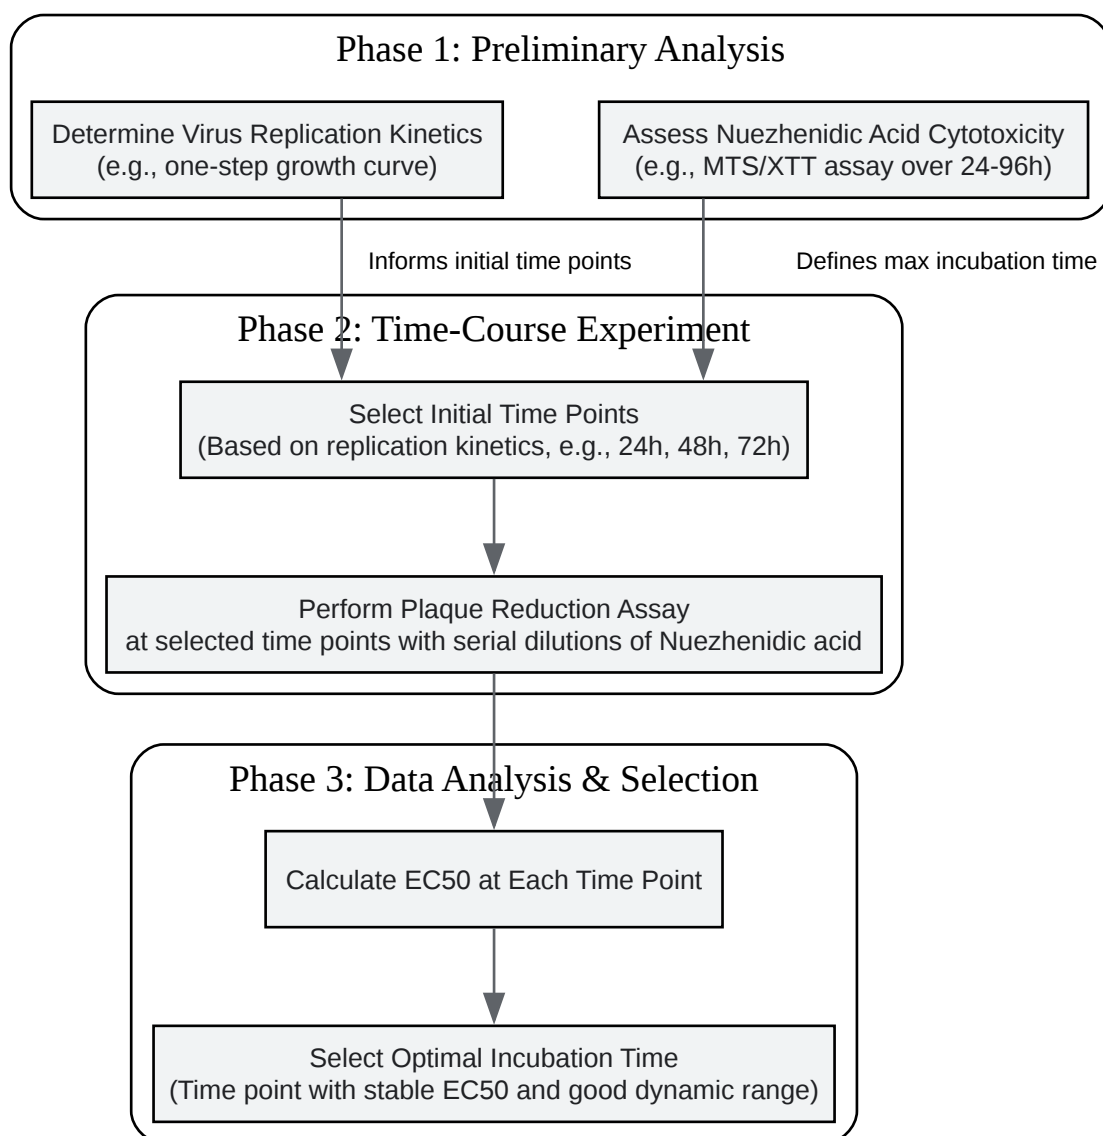 Phase 1: Preliminary Analysis
Determine Virus Replication Kinetics
(e.g., one-step growth curve)
Assess Nuezhenidic Acid Cytotoxicity
(e.g., MTS/XTT assay over 24-96h)
Informs initial time points
Defines max incubation time
Phase 2: Time-Course Experiment
Select Initial Time Points
(Based on replication kinetics, e.g., 24h, 48h, 72h)
Perform Plaque Reduction Assay
at selected time points with serial dilutions of Nuezhenidic acid
Phase 3: Data Analysis & Selection
Calculate EC50 at Each Time Point
Select Optimal Incubation Time
(Time point with stable EC50 and good dynamic range)